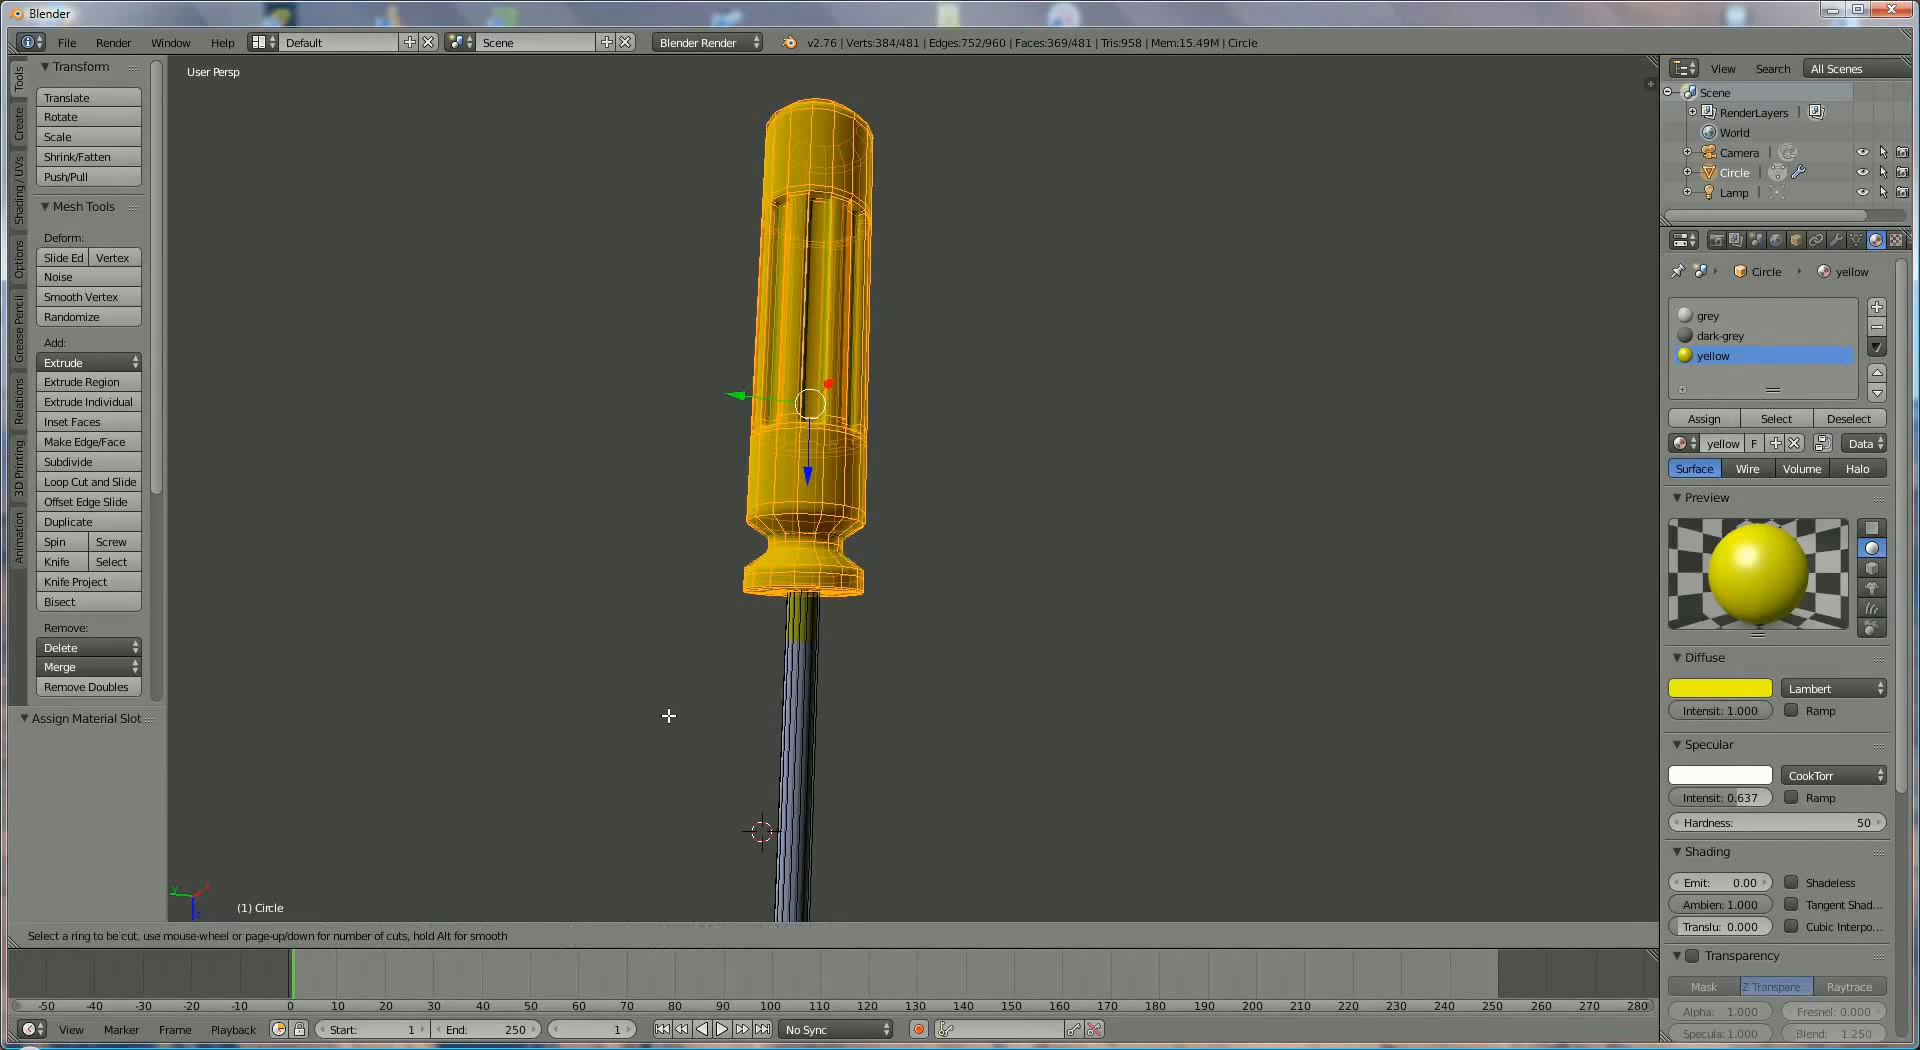 Blender
File Render Window Help Default Scene Blender Render v2.76 | Verts:384/481 | Edges:752/960 | Faces:369/481 | Tris:958 | Mem:15.49M | Circle
Tools
Create
Shading / UVs
Options
Grease Pencil
Relations
3D Printing
Animation
Transform
Translate
Rotate
Scale
Shrink/Fatten
Push/Pull
Mesh Tools
Deform:
Slide Ed Vertex
Noise
Smooth Vertex
Randomize
Add:
Extrude
Extrude Region
Extrude Individual
Inset Faces
Make Edge/Face
Subdivide
Loop Cut and Slide
Offset Edge Slide
Duplicate
Spin Screw
Knife Select
Knife Project
Bisect
Remove:
Delete
Merge
Remove Doubles
Assign Material Slot
User Persp
(1) Circle
Select a ring to be cut, use mouse-wheel or page-up/down for number of cuts, hold Alt for smooth
View Search All Scenes
Scene
RenderLayers
World
Camera
Circle
Lamp
Circle yellow
grey
dark-grey
yellow
Assign Select Deselect
yellow F Data
Surface Wire Volume Halo
Preview
Diffuse
Lambert
Intensit: 1.000 Ramp
Specular
CookTorr
Intensit: 0.637 Ramp
Hardness: 50
Shading
Emit: 0.00 Shadeless
Ambien: 1.000 Tangent Shad...
Translu: 0.000 Cubic Interpo...
Transparency
Mask Z Transpare... Raytrace
Alpha: 1.000 Fresnel: 0.000
Specula: 1.000 Blend: 1.250
-50 -40 -30 -20 -10 0 10 20 30 40 50 60 70 80 90 100 110 120 130 140 150 160 170 180 190 200 210 220 230 240 250 260 270 280
View Marker Frame Playback Start: 1 End: 250 1 No Sync